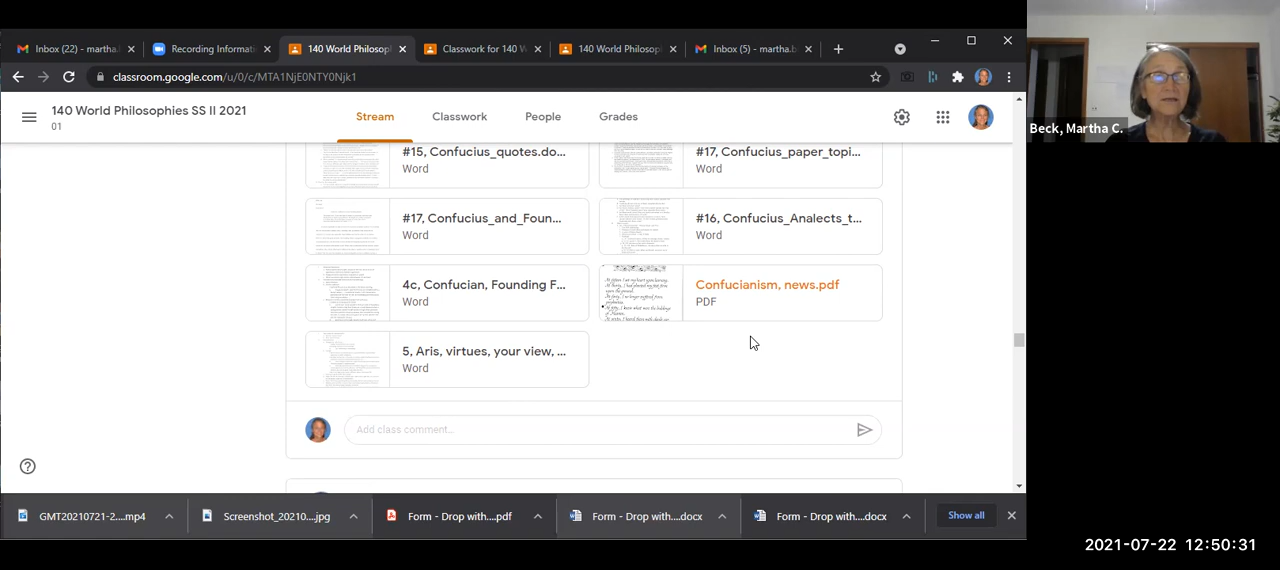 Inbox (22) - martha.b
Recording Informati
140 World Philosop
Classwork for 140 W
140 World Philosop
Inbox (5) - martha.b
classroom.google.com/u/0/c/MTA1NjE0NTY0Njk1
140 World Philosophies SS II 2021
01
Stream
Classwork
People
Grades
#15, Confucius_quotes.do...
Word
#17, Confucius_paper_topi...
Word
#17, Confucius_and_Foun...
Word
#16, Confucius_Analects_t...
Word
4c, Confucian, Founding F...
Word
Confucianism, news.pdf
PDF
5, Aris, virtues, your view, ...
Word
Add class comment...
GMT20210721-2....mp4
Screenshot_20210....jpg
Form - Drop with....pdf
Form - Drop with....docx
Form - Drop with....docx
Show all
Beck, Martha C.
2021-07-22 12:50:31